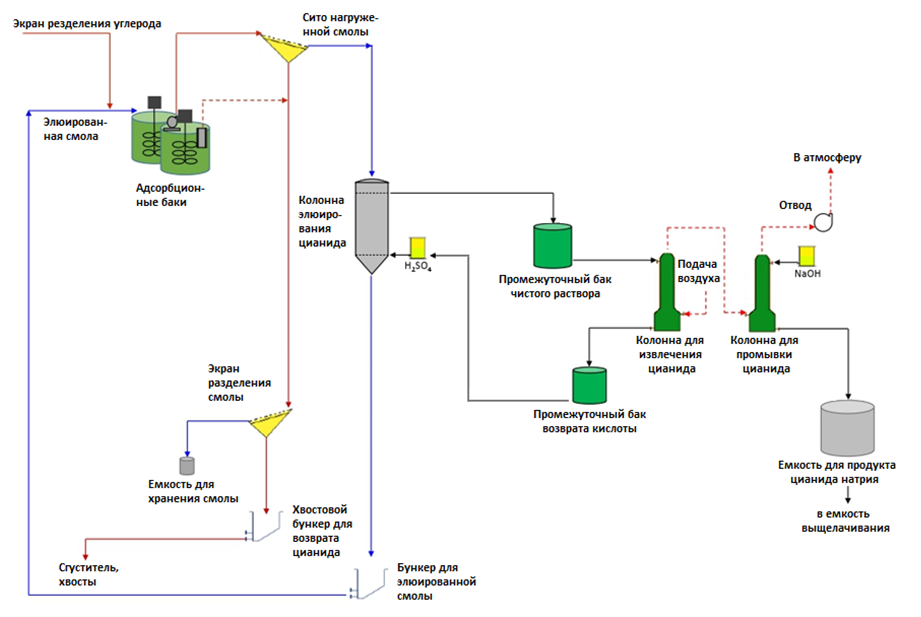 Экран резделения углерода
Сито нагруже-
ной смолы
Элюирован-
ная смола
Адсорбцион-
ные баки
Колонна
элюиро-
вания
цианида
H2SO4
Промежуточный бак
чистого раствора
Подача
воздуха
В атмосферу
Отвод
NaOH
Колонна для
извлечения
цианида
Колонна для
промывки
цианида
Экран
разделения
смолы
Промежуточный бак
возврата кислоты
Емкость для
хранения смолы
Емкость для продукта
цианида натрия
в емкость
выщелачивания
Хвостовой
бункер для
возврата
цианида
Сгуститель,
хвосты
Бункер для
элюированной
смолы